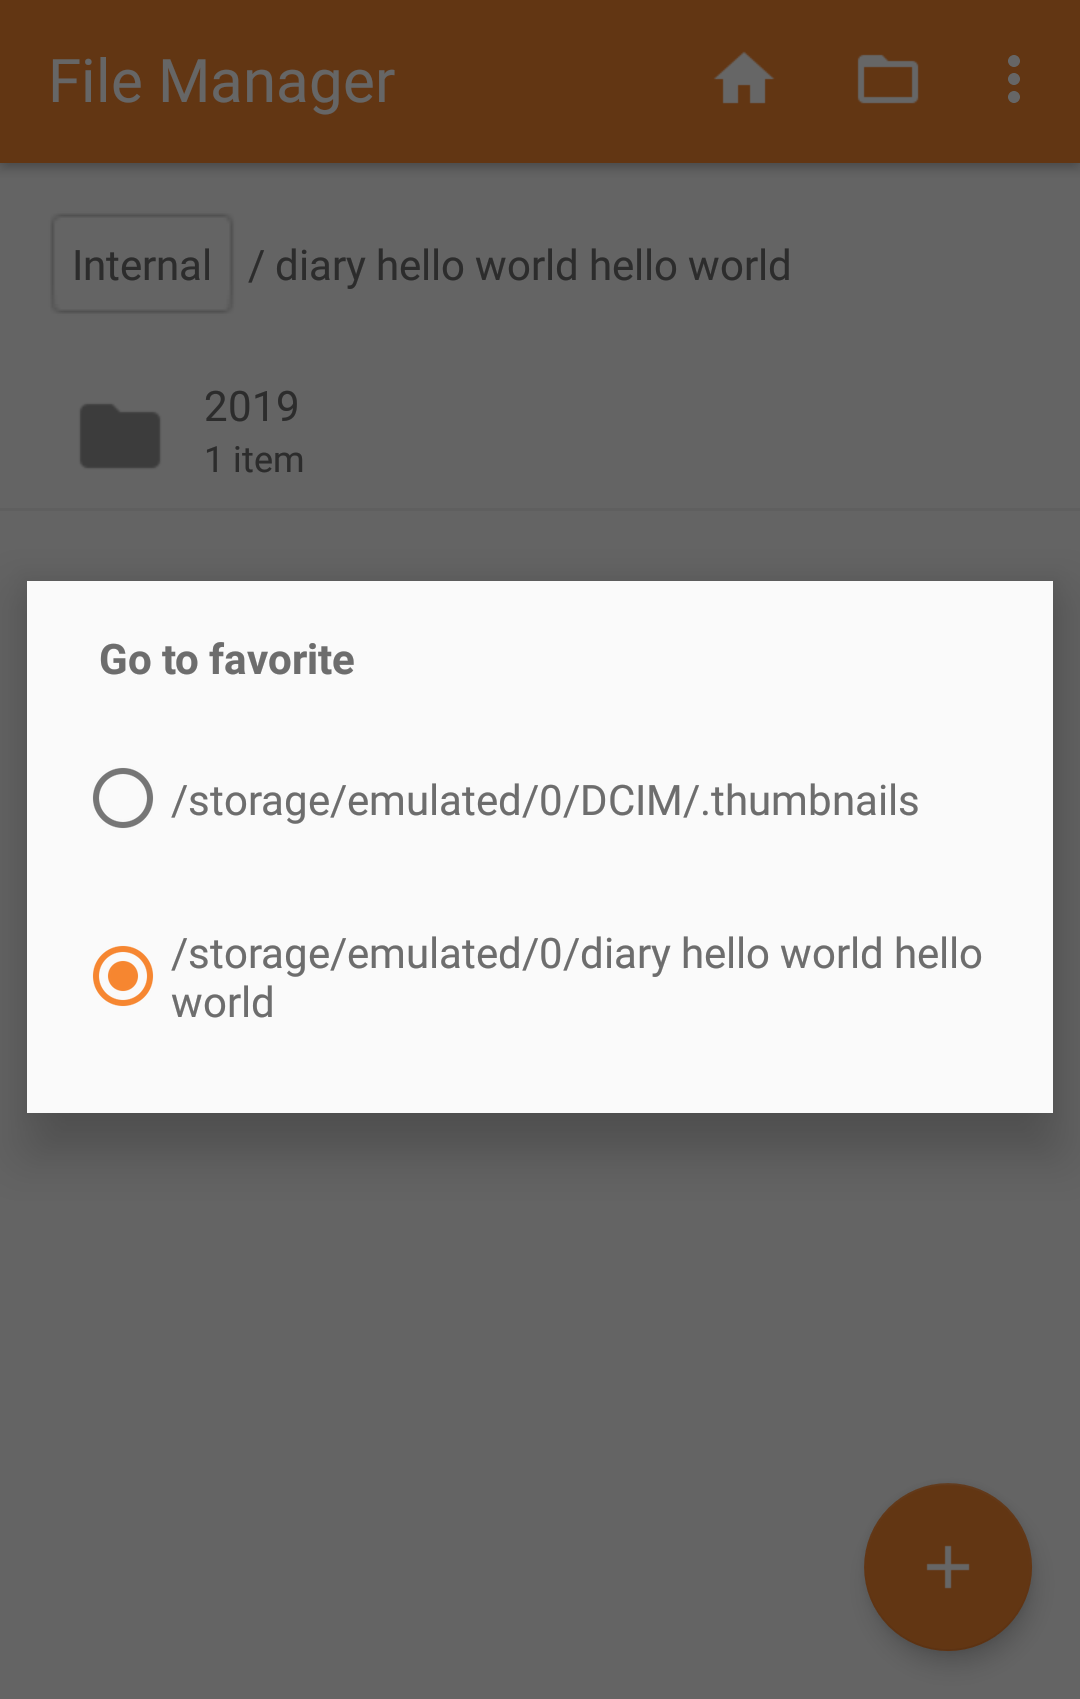 File Manager
Internal / diary hello world hello world
2019
1 item
Go to favorite
/storage/emulated/0/DCIM/.thumbnails
/storage/emulated/0/diary hello world hello
world